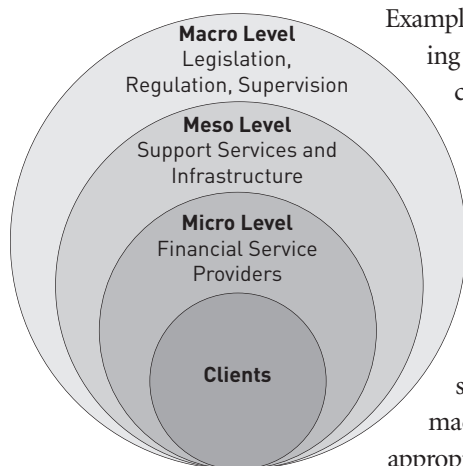 Macro Level
Legislation,
Regulation, Supervision
Meso Level
Support Services and
Infrastructure
Micro Level
Financial Service
Providers
Clients
Exampl
ing
c
s
mac
approp